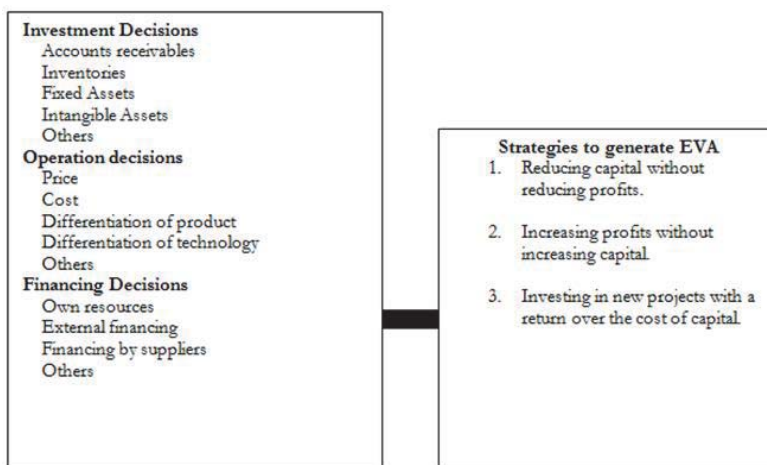 Investment Decisions
Accounts receivables
Inventories
Fixed Assets
Intangible Assets
Others
Operation decisions
Price
Cost
Differentiation of product
Differentiation of technology
Others
Financing Decisions
Own resources
External financing
Financing by suppliers
Others
Strategies to generate EVA
1. Reducing capital without
reducing profits.
2. Increasing profits without
increasing capital.
3. Investing in new projects with a
return over the cost of capital.